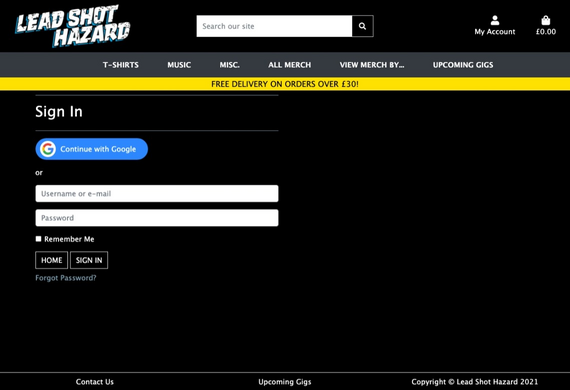 LEAD SHOT
HAZARD
Search our site
My Account
£0.00
T-SHIRTS MUSIC MISC. ALL MERCH VIEW MERCH BY... UPCOMING GIGS
FREE DELIVERY ON ORDERS OVER £30!
Sign In
Continue with Google
or
Username or e-mail
Password
Remember Me
HOME SIGN IN
Forgot Password?
Contact Us Upcoming Gigs Copyright © Lead Shot Hazard 2021